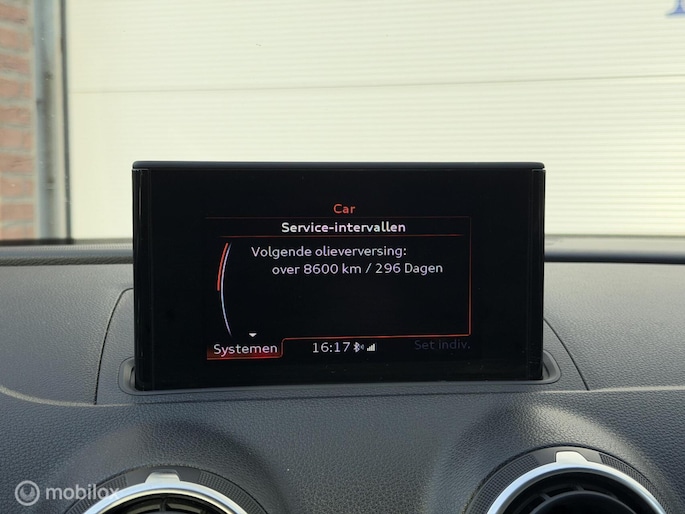 Car
Service-intervallen
Volgende olieverversing:
over 8600 km / 296 Dagen
Systemen
16:17
Set indiv.
mobilox